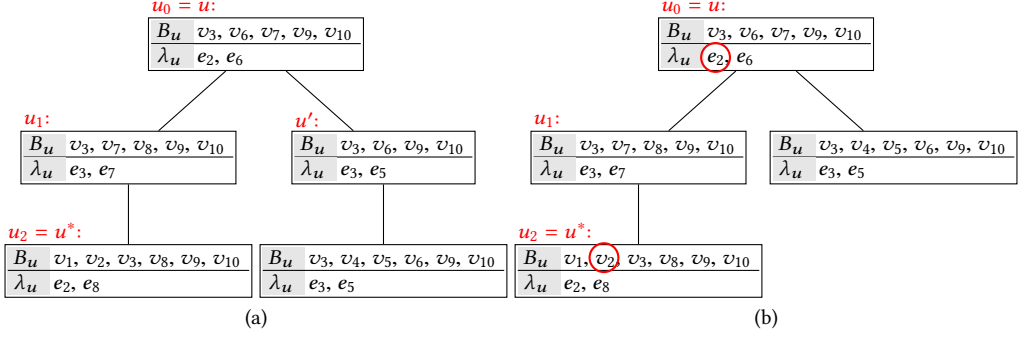 u₀ = u:
Bᵤ v₃, v₆, v₇, v₉, v₁₀
λᵤ e₂, e₆
u₁:
Bᵤ v₃, v₇, v₈, v₉, v₁₀
λᵤ e₃, e₇
u′:
Bᵤ v₃, v₆, v₉, v₁₀
λᵤ e₃, e₅
u₂ = u*:
Bᵤ v₁, v₂, v₃, v₈, v₉, v₁₀
λᵤ e₂, e₈
Bᵤ v₃, v₄, v₅, v₆, v₉, v₁₀
λᵤ e₃, e₅
(a)
u₀ = u:
Bᵤ v₃, v₆, v₇, v₉, v₁₀
λᵤ e₂, e₆
u₁:
Bᵤ v₃, v₇, v₈, v₉, v₁₀
λᵤ e₃, e₇
Bᵤ v₃, v₄, v₅, v₆, v₉, v₁₀
λᵤ e₃, e₅
u₂ = u*:
Bᵤ v₁, v₂, v₃, v₈, v₉, v₁₀
λᵤ e₂, e₈
(b)